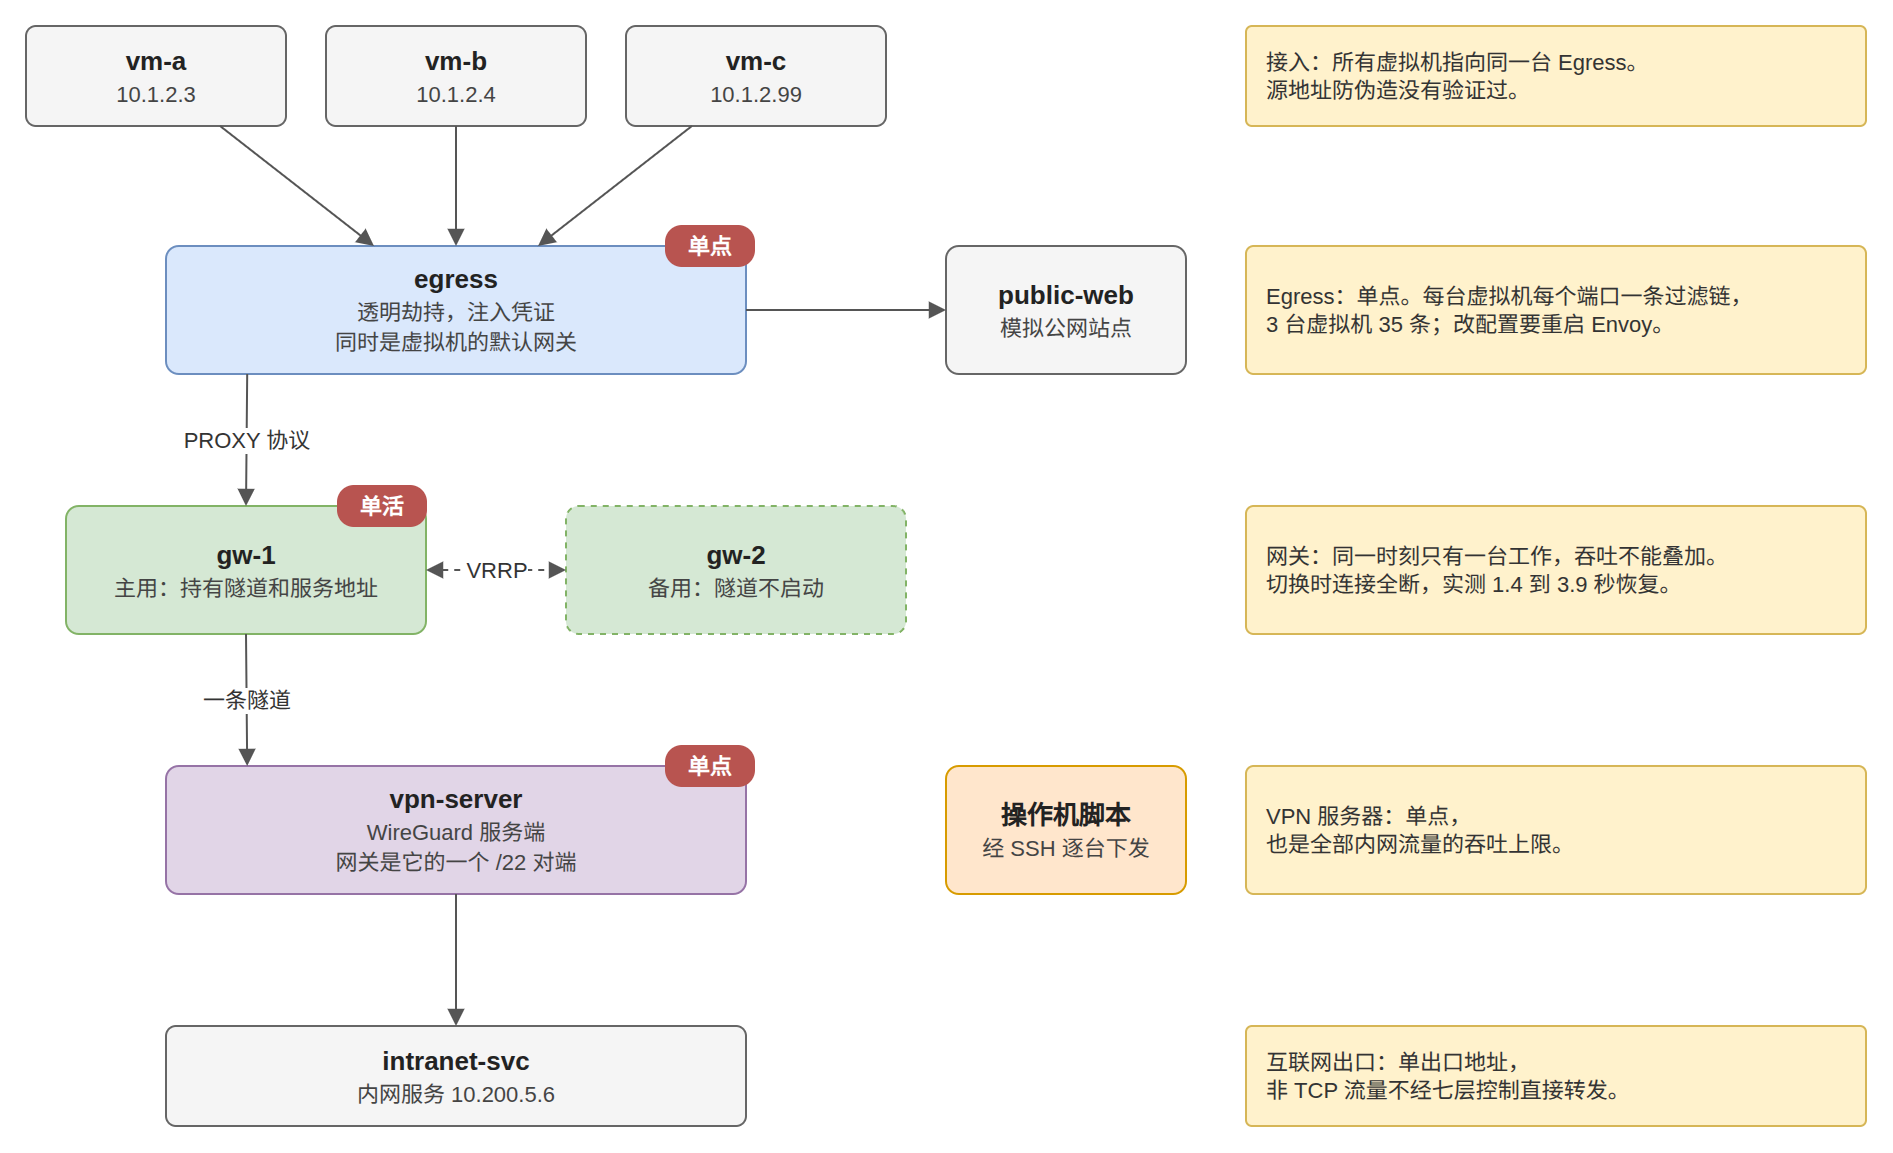 vm-a
10.1.2.3
vm-b
10.1.2.4
vm-c
10.1.2.99
接入：所有虚拟机指向同一台 Egress。
源地址防伪造没有验证过。
单点
egress
透明劫持，注入凭证
同时是虚拟机的默认网关
public-web
模拟公网站点
Egress：单点。每台虚拟机每个端口一条过滤链，
3 台虚拟机 35 条；改配置要重启 Envoy。
PROXY 协议
单活
gw-1
主用：持有隧道和服务地址
VRRP
gw-2
备用：隧道不启动
网关：同一时刻只有一台工作，吞吐不能叠加。
切换时连接全断，实测 1.4 到 3.9 秒恢复。
一条隧道
单点
vpn-server
WireGuard 服务端
网关是它的一个 /22 对端
操作机脚本
经 SSH 逐台下发
VPN 服务器：单点，
也是全部内网流量的吞吐上限。
intranet-svc
内网服务 10.200.5.6
互联网出口：单出口地址，
非 TCP 流量不经七层控制直接转发。